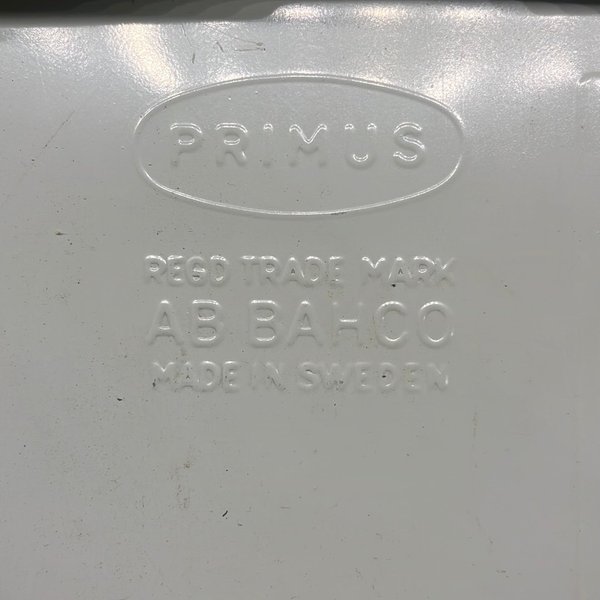 PRIMUS
REGD TRADE MARK
AB BAHCO
MADE IN SWEDEN